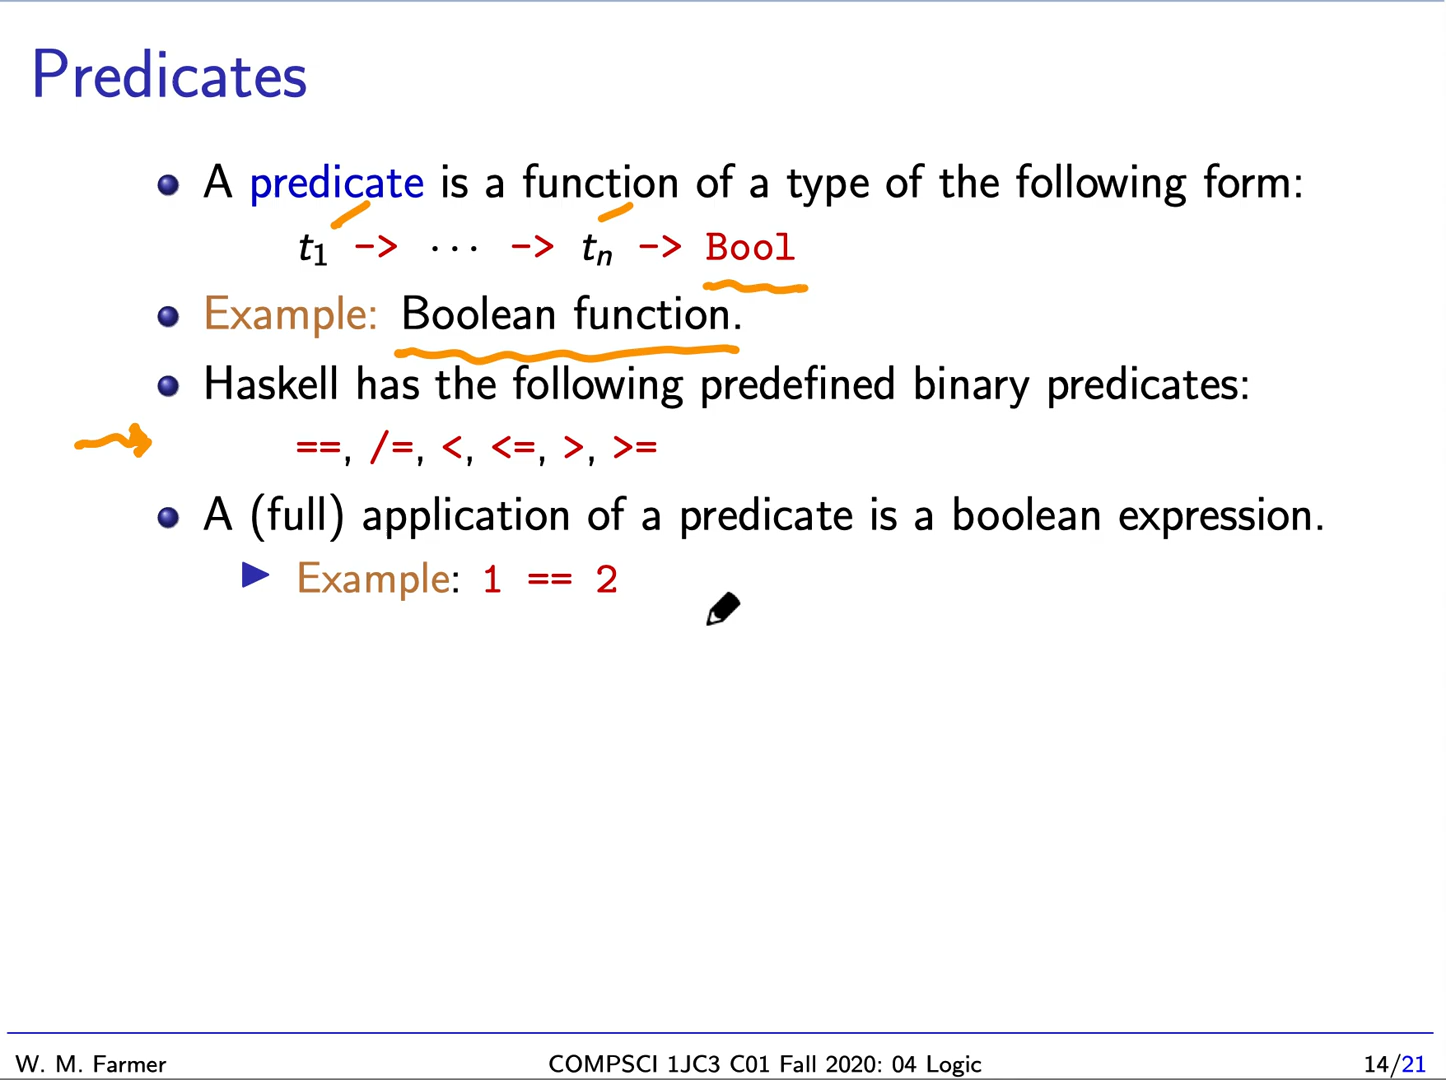 Predicates
A predicate is a function of a type of the following form:
t1 -> ··· -> tn -> Bool
Example: Boolean function.
Haskell has the following predefined binary predicates:
==, /=, <, <=, >, >=
A (full) application of a predicate is a boolean expression.
Example: 1 == 2
W. M. Farmer COMPSCI 1JC3 C01 Fall 2020: 04 Logic 14/21